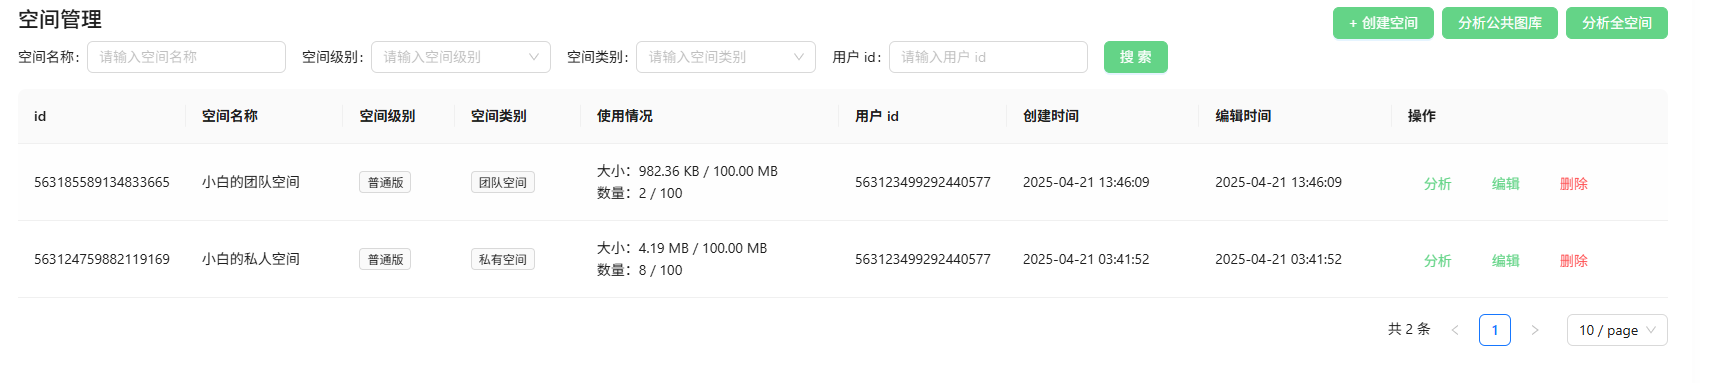 空间管理
+ 创建空间 分析公共图库 分析全空间
空间名称: 请输入空间名称 空间级别: 请输入空间级别 空间类别: 请输入空间类别 用户 id: 请输入用户 id 搜 索
id 空间名称 空间级别 空间类别 使用情况 用户 id 创建时间 编辑时间 操作
563185589134833665 小白的团队空间 普通版 团队空间 大小：982.36 KB / 100.00 MB 563123499292440577 2025-04-21 13:46:09 2025-04-21 13:46:09 分析 编辑 删除
数量：2 / 100
563124759882119169 小白的私人空间 普通版 私有空间 大小：4.19 MB / 100.00 MB 563123499292440577 2025-04-21 03:41:52 2025-04-21 03:41:52 分析 编辑 删除
数量：8 / 100
共 2 条 < 1 > 10 / page